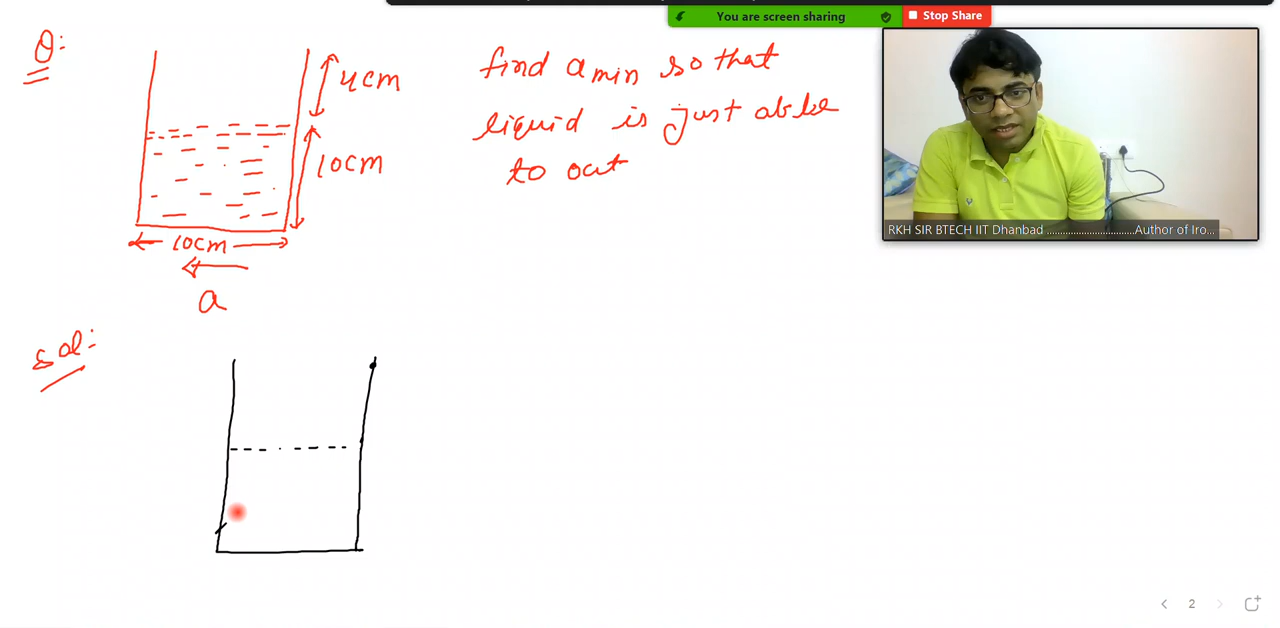 You are screen sharing
Stop Share
Q:
4cm
10cm
10cm
a
find amin so that
liquid is just able
to out
RKH SIR BTECH IIT Dhanbad ..................................Author of Iro...
Sol:
2